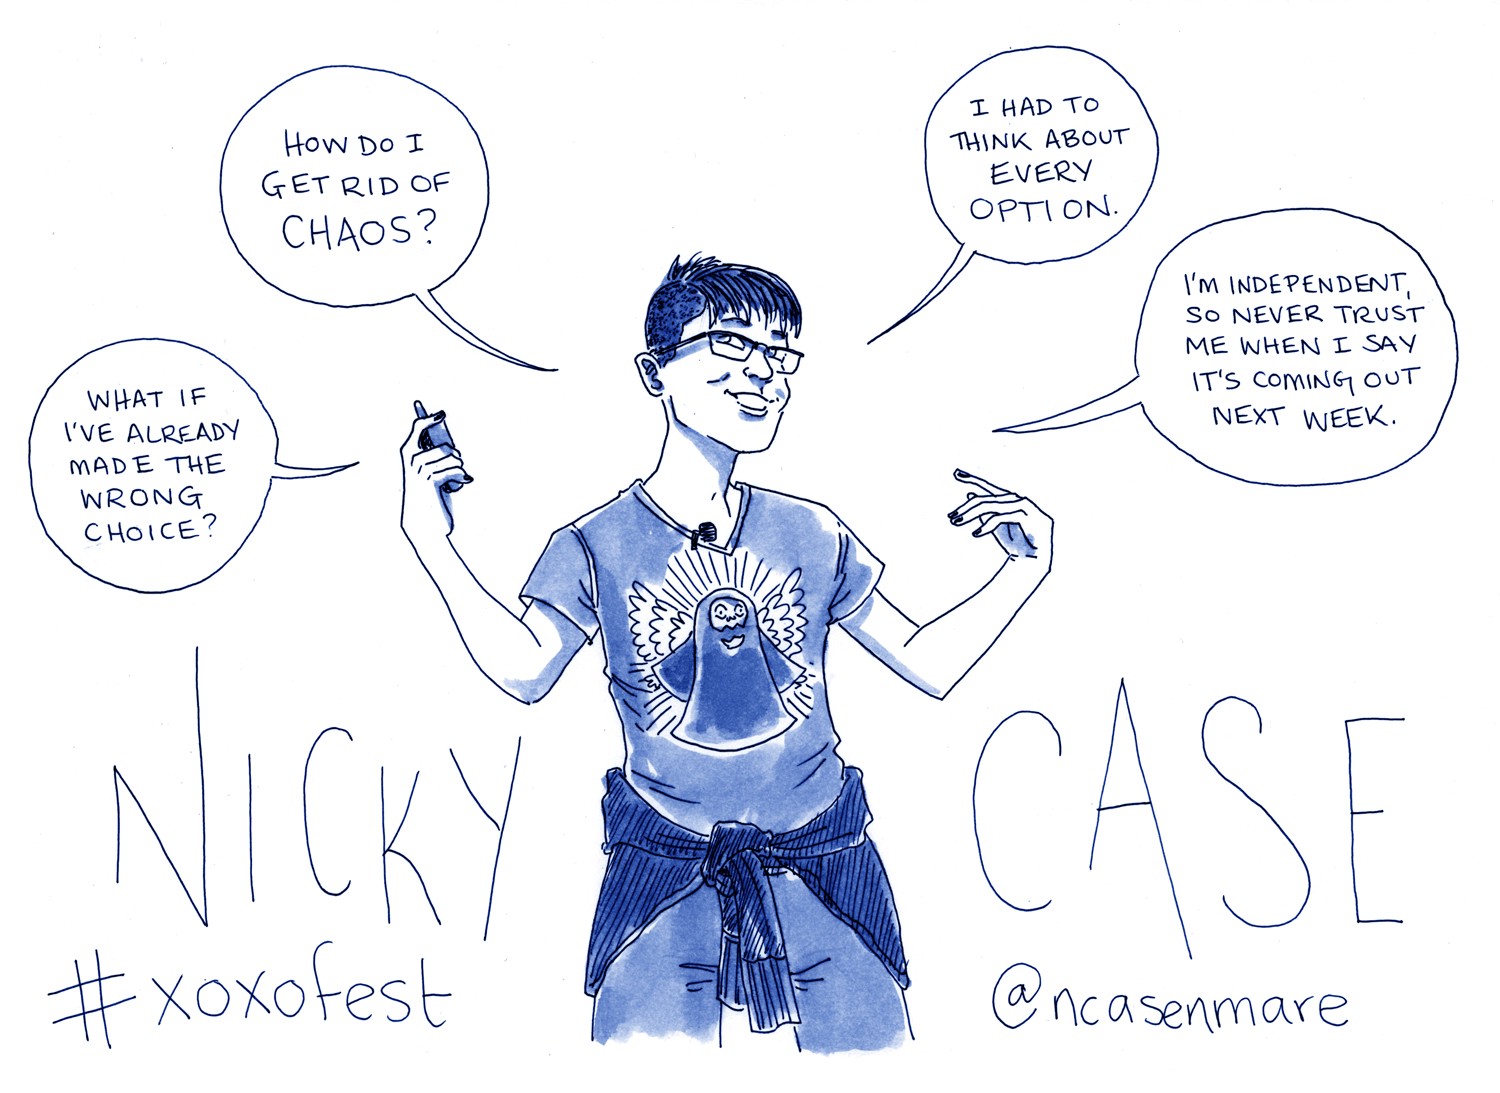 HOW DO I
GET RID OF
CHAOS?
I HAD TO
THINK ABOUT
EVERY
OPTION.
I'M INDEPENDENT,
SO NEVER TRUST
ME WHEN I SAY
IT'S COMING OUT
NEXT WEEK.
WHAT IF
I'VE ALREADY
MADE THE
WRONG
CHOICE?
NICKY CASE
#xoxofest
@ncasenmare